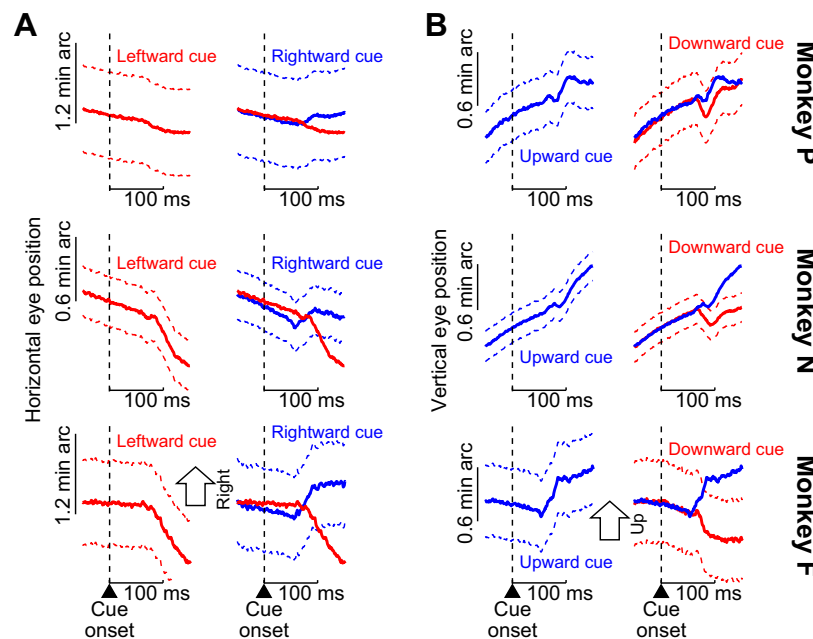 A
B
Leftward cue
Rightward cue
Downward cue
1.2 min arc
0.6 min arc
Upward cue
100 ms
100 ms
100 ms
100 ms
Monkey P
Leftward cue
Rightward cue
Downward cue
Horizontal eye position
0.6 min arc
Vertical eye position
0.6 min arc
Upward cue
100 ms
100 ms
100 ms
100 ms
Monkey N
Leftward cue
Rightward cue
Downward cue
1.2 min arc
Right
0.6 min arc
Up
Upward cue
100 ms
100 ms
100 ms
100 ms
Monkey F
Cue
onset
Cue
onset
Cue
onset
Cue
onset